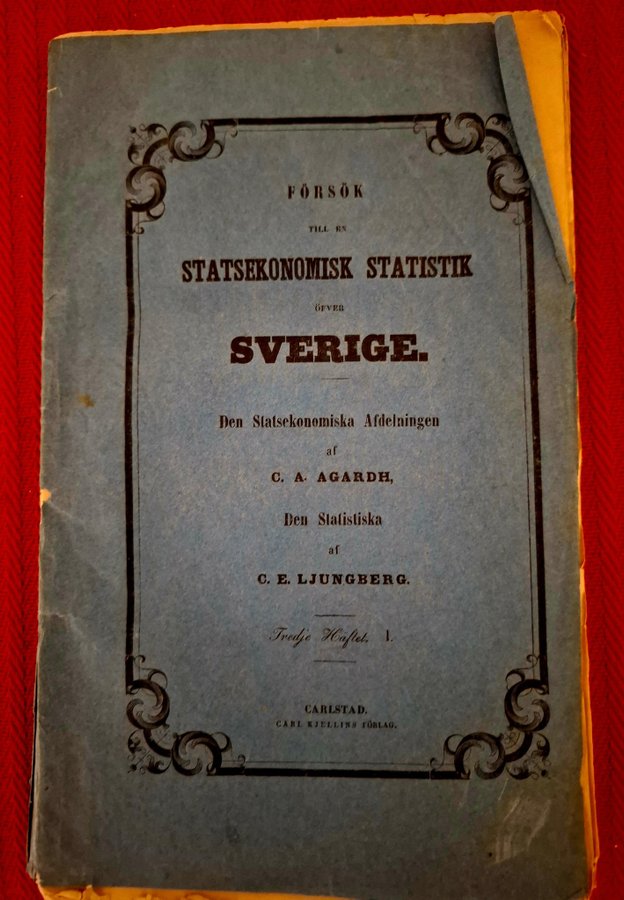 FÖRSÖK
TILL EN
STATSEKONOMISK STATISTIK
ÖFVER
SVERIGE.
Den Statsekonomiska Afdelningen
af
C. A. AGARDH,
Den Statistiska
af
C. E. LJUNGBERG.
Tredje Häftet. 1.
CARLSTAD.
CARL KJELLINS FÖRLAG.